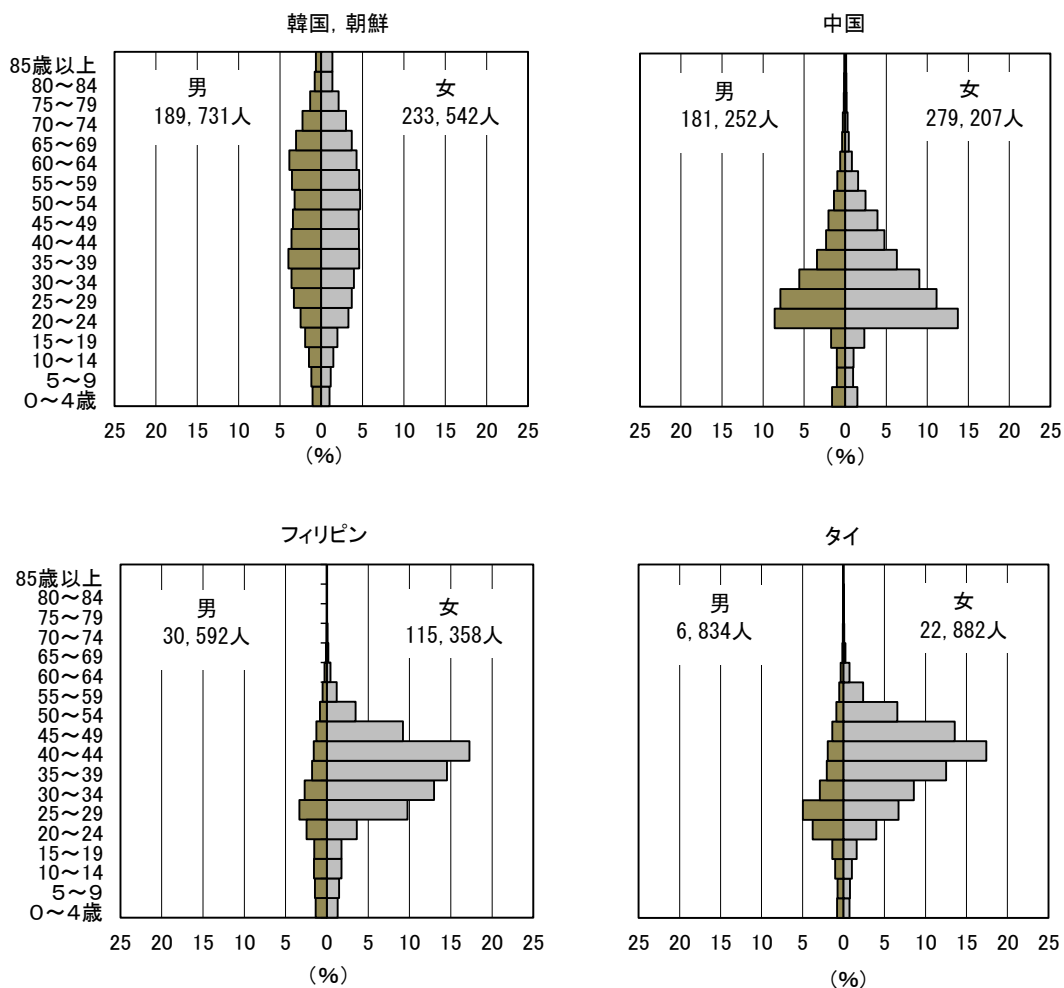 韓国, 朝鮮
85歳以上
80～84
75～79
70～74
65～69
60～64
55～59
50～54
45～49
40～44
35～39
30～34
25～29
20～24
15～19
10～14
5～9
0～4歳
男
189,731人
女
233,542人
25 20 15 10 5 0 5 10 15 20 25
(%)
中国
男
181,252人
女
279,207人
25 20 15 10 5 0 5 10 15 20 25
(%)
フィリピン
85歳以上
80～84
75～79
70～74
65～69
60～64
55～59
50～54
45～49
40～44
35～39
30～34
25～29
20～24
15～19
10～14
5～9
0～4歳
男
30,592人
女
115,358人
25 20 15 10 5 0 5 10 15 20 25
(%)
タイ
男
6,834人
女
22,882人
25 20 15 10 5 0 5 10 15 20 25
(%)